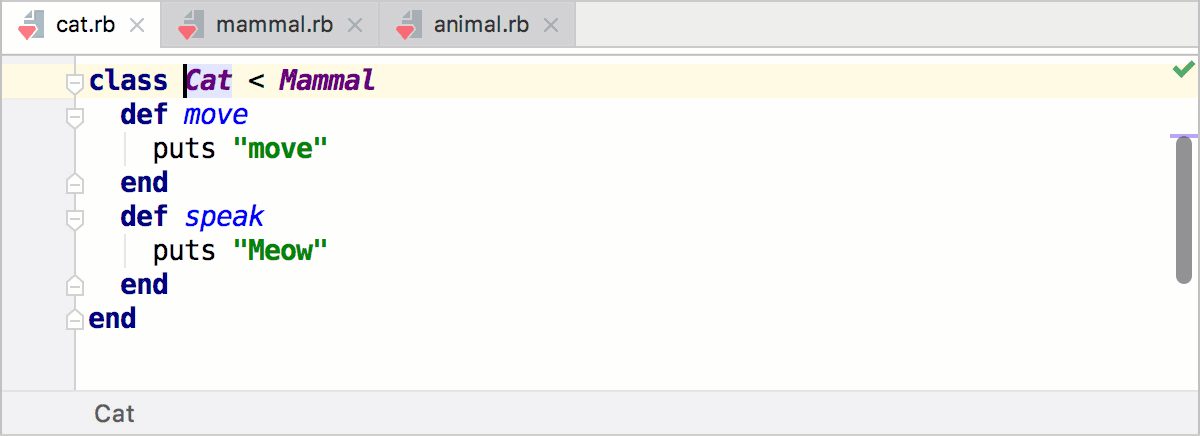 cat.rb mammal.rb animal.rb
class Cat < Mammal
  def move
    puts "move"
  end
  def speak
    puts "Meow"
  end
end
Cat